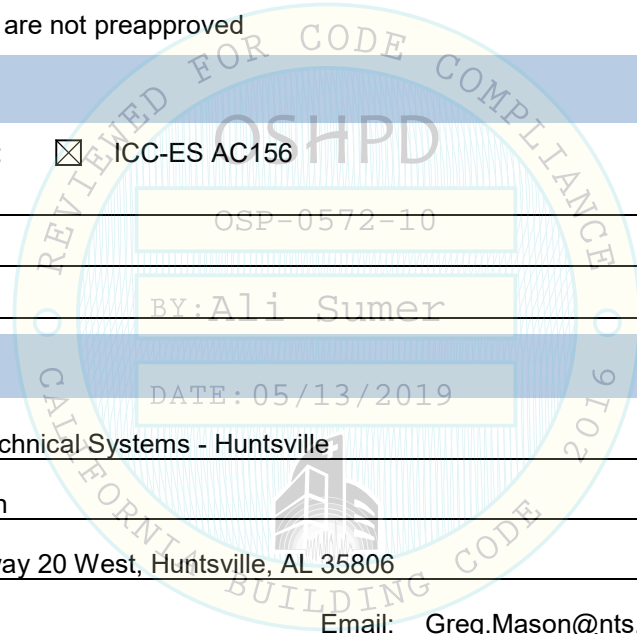 are not preapproved
REVIEWED FOR CODE COMPLIANCE
OSHPD
ICC-ES AC156
OSP-0572-10
BY: Ali Sumer
DATE: 05/13/2019
chnical Systems - Huntsville
way 20 West, Huntsville, AL 35806
CALIFORNIA BUILDING CODE 2016
Email: Greg.Mason@nts.